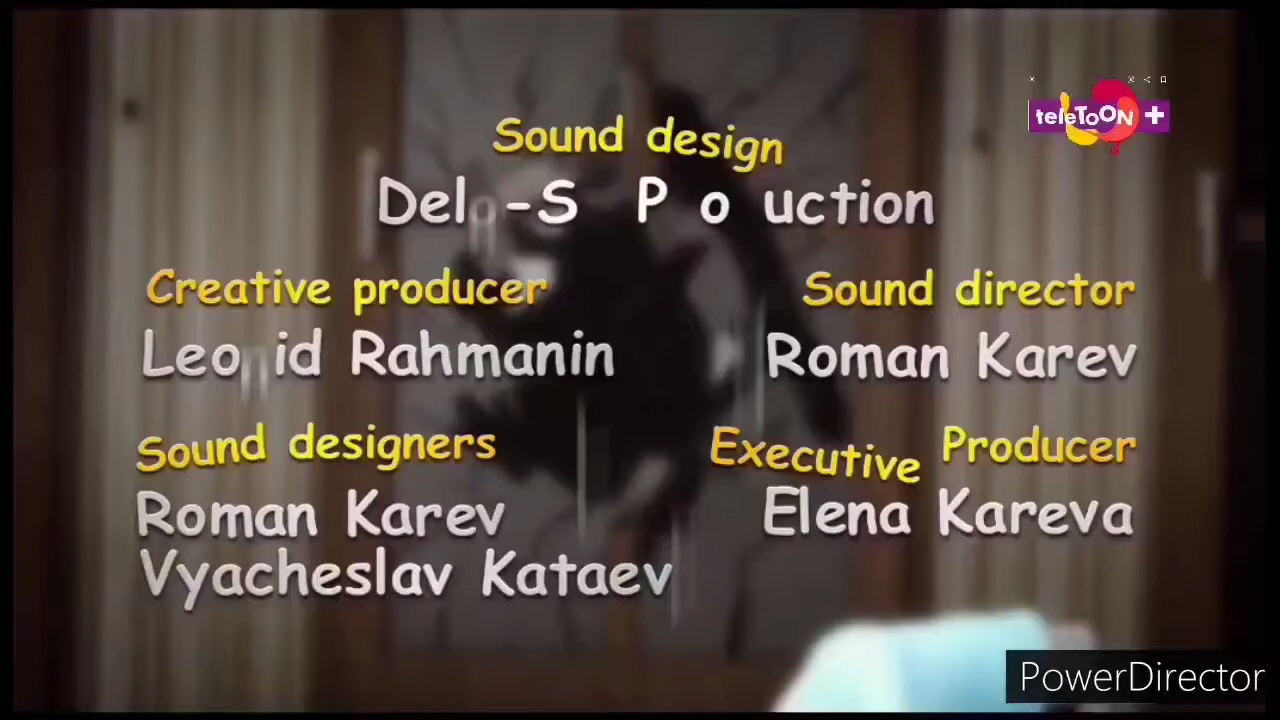 teleTOON+
Sound design
Creative producer
Sound director
Leonid Rahmanin
Roman Karev
Sound designers
Executive Producer
Roman Karev
Elena Kareva
Vyacheslav Kataev
PowerDirector